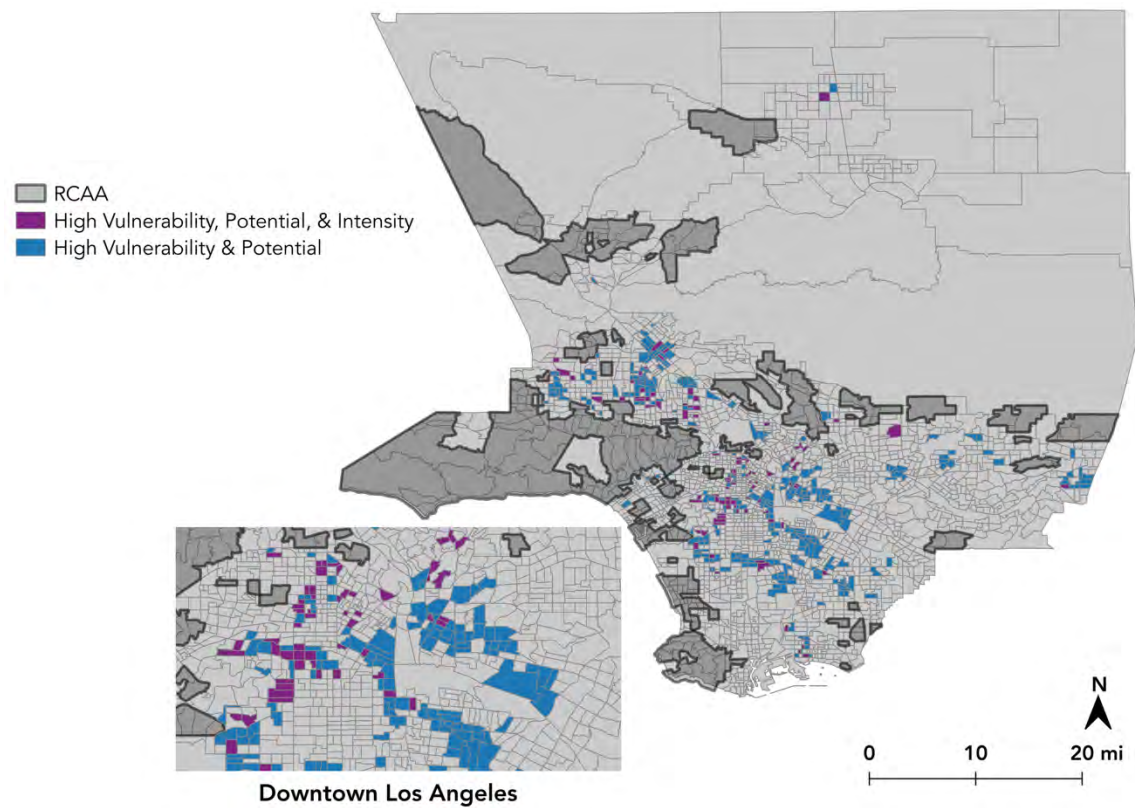 RCAA
High Vulnerability, Potential, & Intensity
High Vulnerability & Potential
N
0 10 20 mi
Downtown Los Angeles